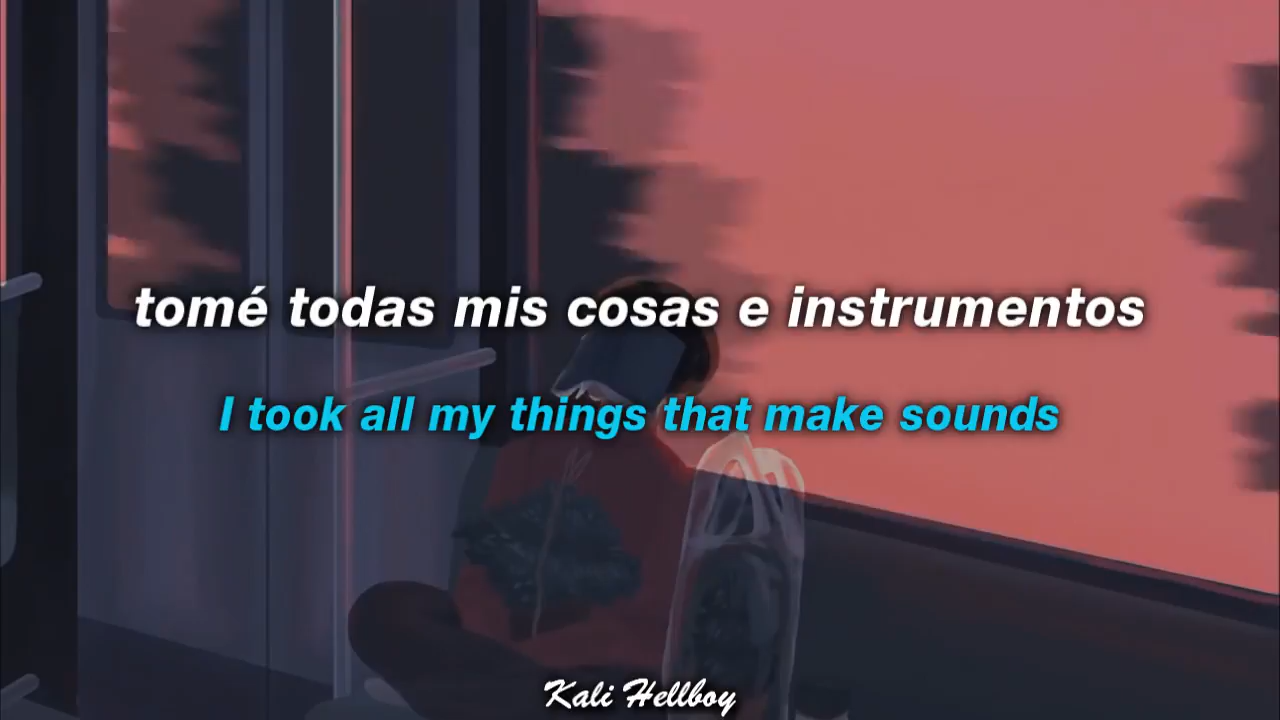 tomé todas mis cosas e instrumentos
I took all my things that make sounds
Kali Hellboy